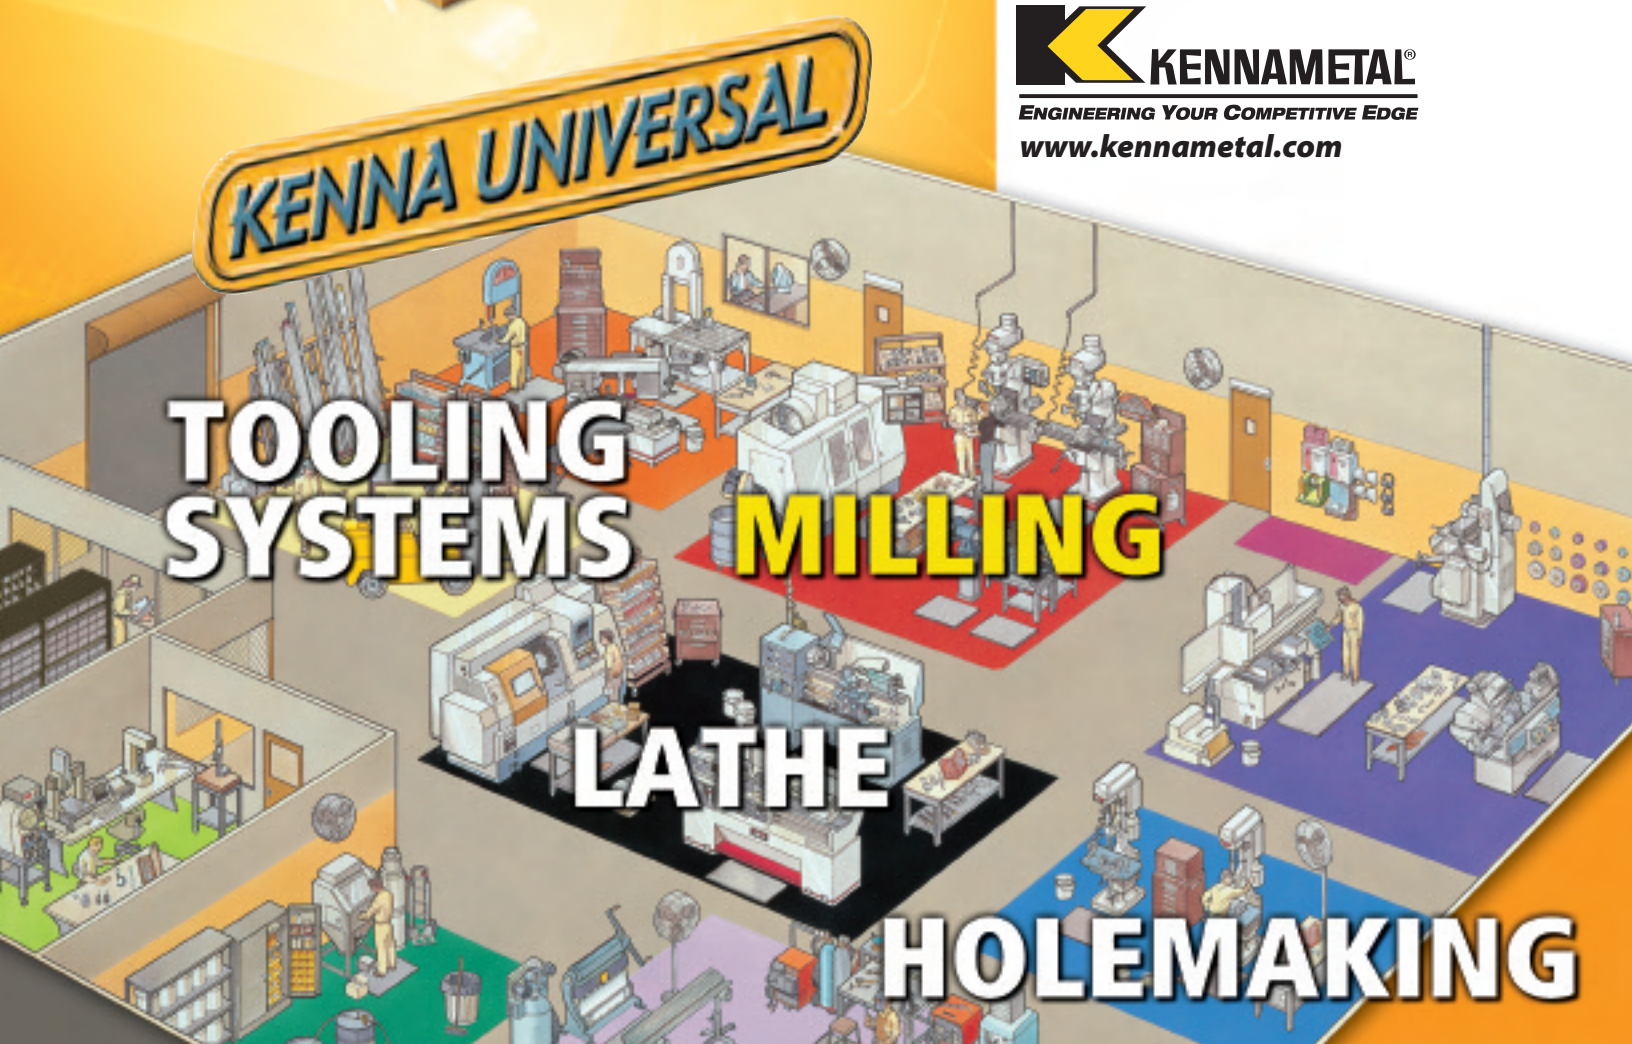 KENNA UNIVERSAL
KENNAMETAL®
ENGINEERING YOUR COMPETITIVE EDGE
www.kennametal.com
TOOLING
SYSTEMS
MILLING
LATHE
HOLEMAKING